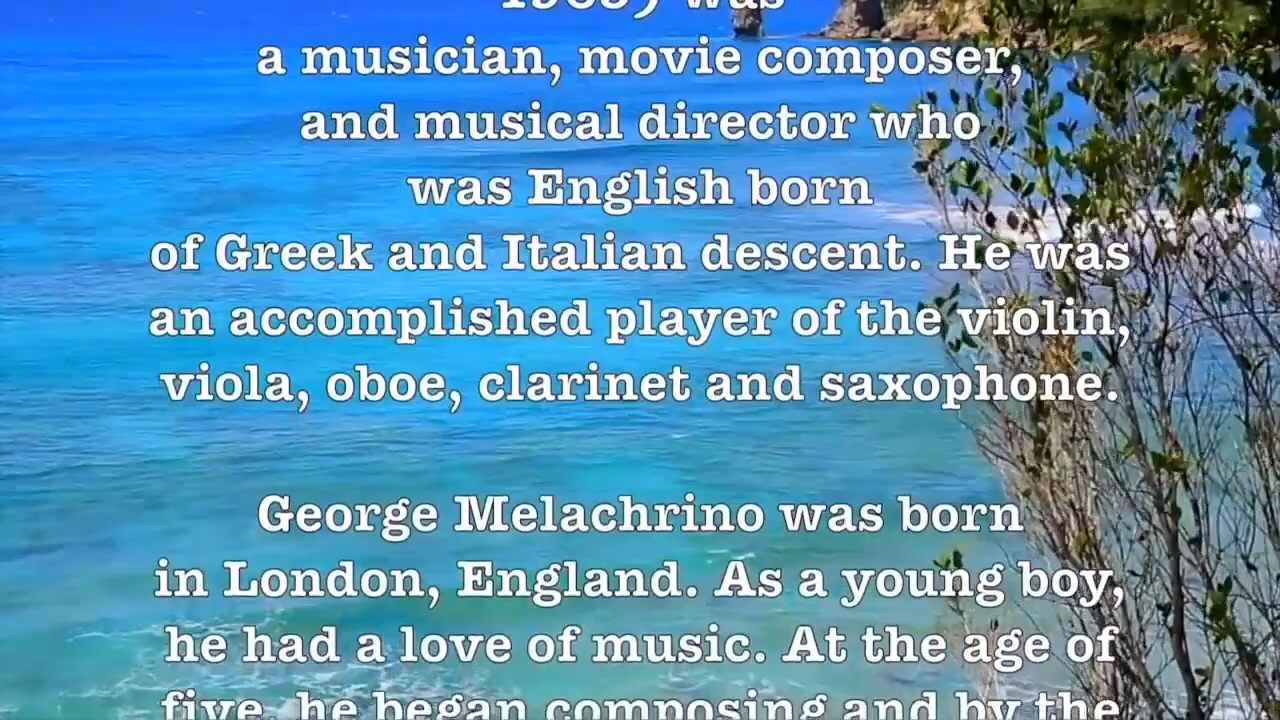 1965) was
a musician, movie composer,
and musical director who
was English born
of Greek and Italian descent. He was
an accomplished player of the violin,
viola, oboe, clarinet and saxophone.
George Melachrino was born
in London, England. As a young boy,
he had a love of music. At the age of
five, he began composing and by the